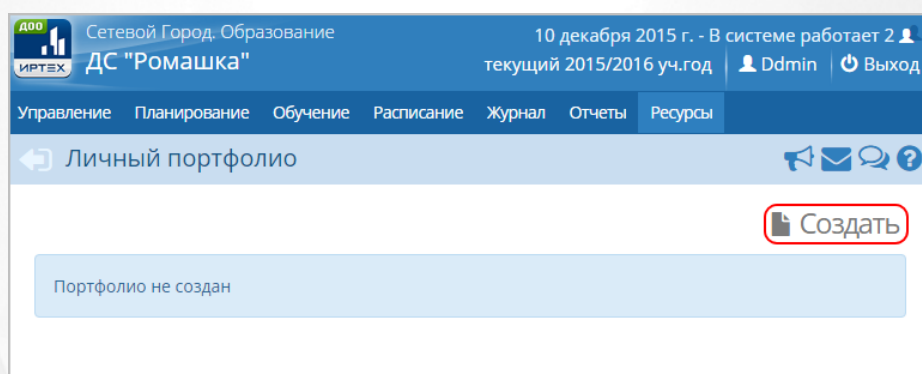 ДОО
ИРТЕХ
Сетевой Город. Образование
ДС "Ромашка"
10 декабря 2015 г. - В системе работает 2
текущий 2015/2016 уч.год Ddmin Выход
Управление Планирование Обучение Расписание Журнал Отчеты Ресурсы
Личный портфолио
Создать
Портфолио не создан